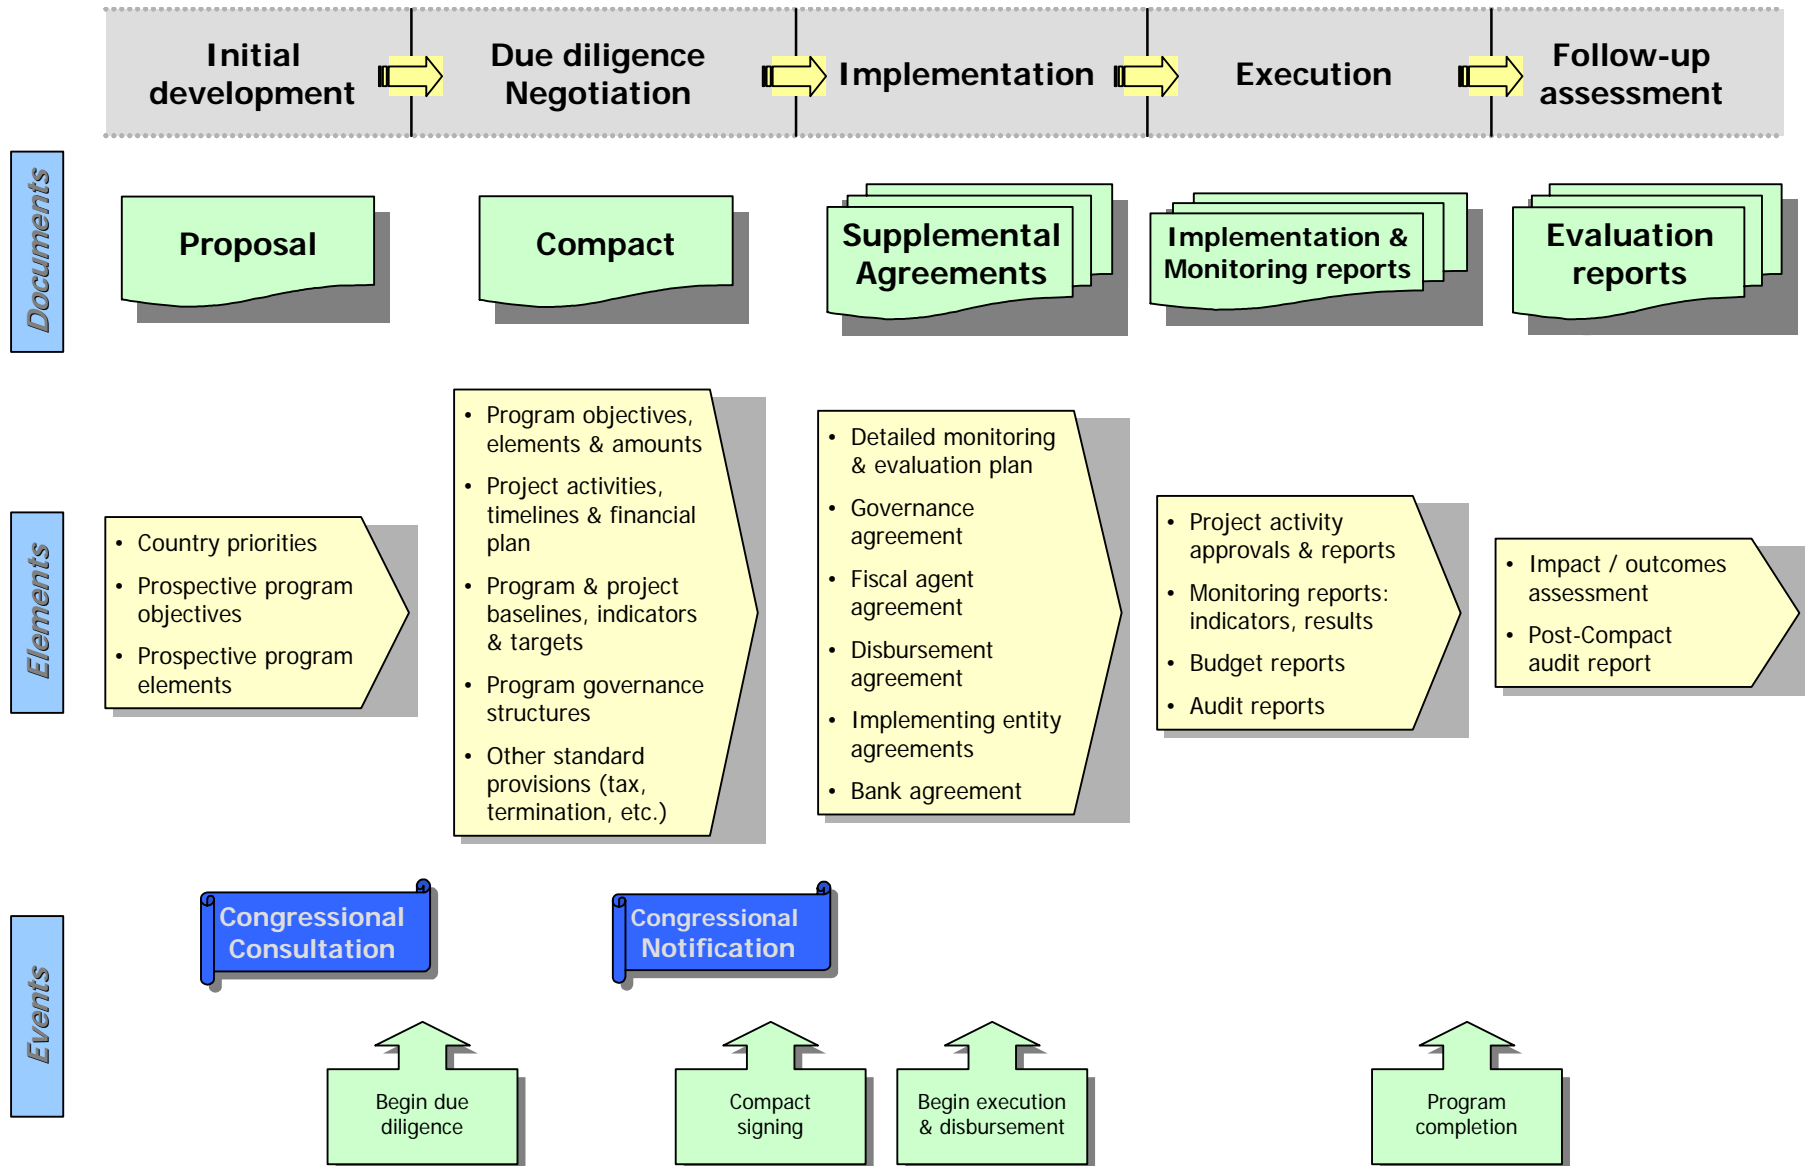 Initial
development
Due diligence
Negotiation
Implementation
Execution
Follow-up
assessment
Documents
Proposal
Compact
Supplemental
Agreements
Implementation &
Monitoring reports
Evaluation
reports
Elements
• Country priorities
• Prospective program
objectives
• Prospective program
elements
• Program objectives,
elements & amounts
• Project activities,
timelines & financial
plan
• Program & project
baselines, indicators
& targets
• Program governance
structures
• Other standard
provisions (tax,
termination, etc.)
• Detailed monitoring
& evaluation plan
• Governance
agreement
• Fiscal agent
agreement
• Disbursement
agreement
• Implementing entity
agreements
• Bank agreement
• Project activity
approvals & reports
• Monitoring reports:
indicators, results
• Budget reports
• Audit reports
• Impact / outcomes
assessment
• Post-Compact
audit report
Events
Congressional
Consultation
Congressional
Notification
Begin due
diligence
Compact
signing
Begin execution
& disbursement
Program
completion